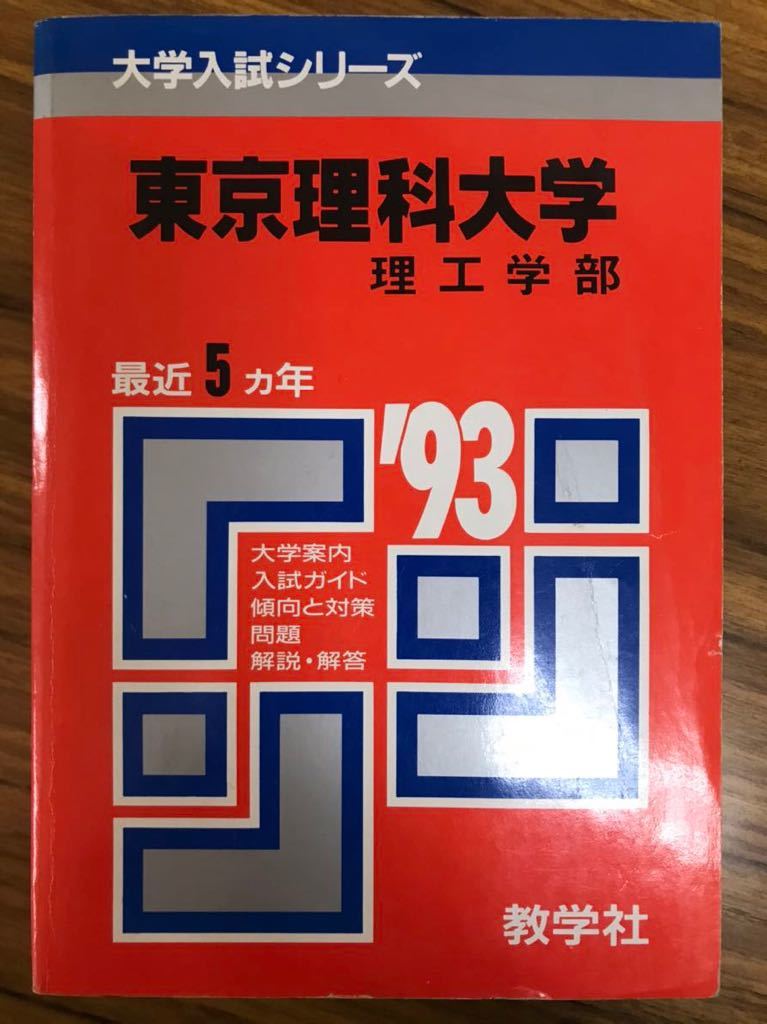 大学入試シリーズ
東京理科大学
理工学部
最近5カ年
'93
大学案内
入試ガイド
傾向と対策
問題
解説・解答
教学社